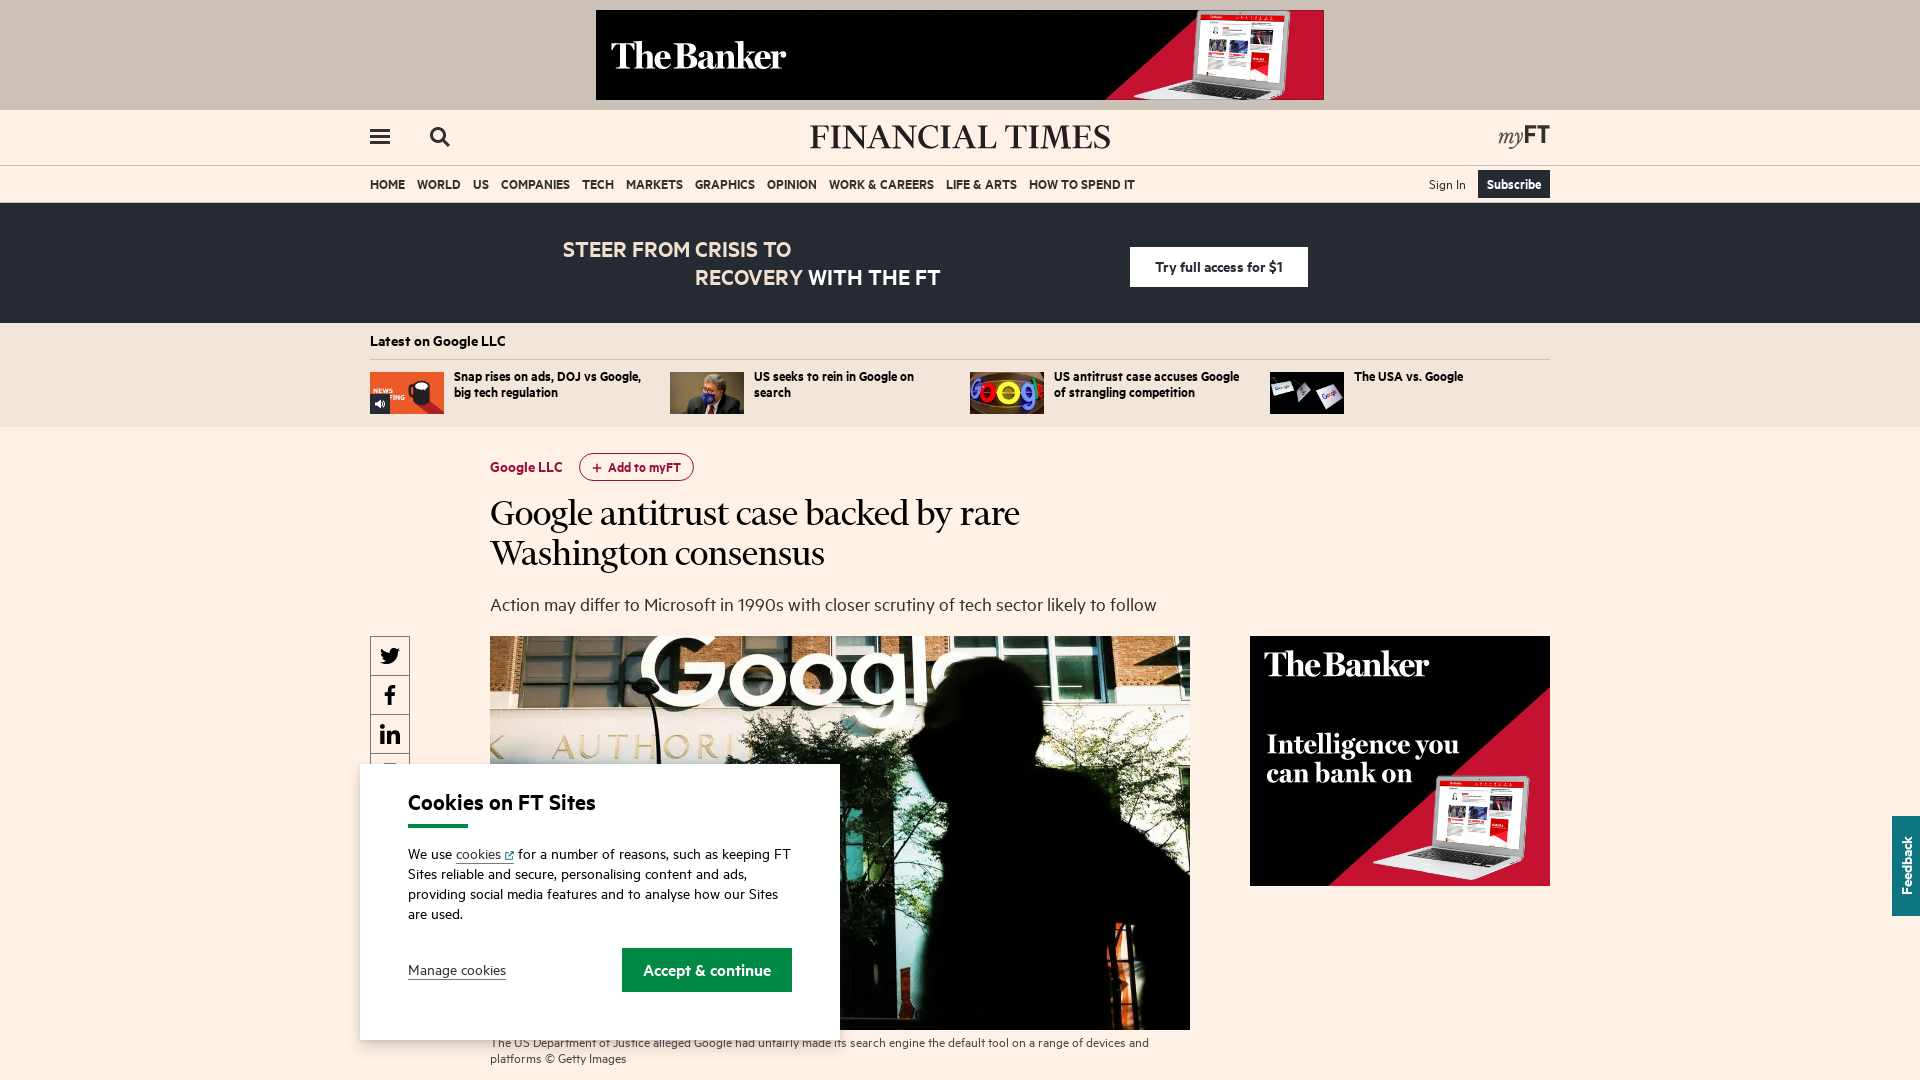 The Banker
FINANCIAL TIMES
myFT
HOME WORLD US COMPANIES TECH MARKETS GRAPHICS OPINION WORK & CAREERS LIFE & ARTS HOW TO SPEND IT
Sign In Subscribe
STEER FROM CRISIS TO
RECOVERY WITH THE FT
Try full access for $1
Latest on Google LLC
NEWS
FING
Snap rises on ads, DOJ vs Google,
big tech regulation
US seeks to rein in Google on
search
Google
US antitrust case accuses Google
of strangling competition
Google
Google
The USA vs. Google
Google LLC
+ Add to myFT
Google antitrust case backed by rare
Washington consensus
Action may differ to Microsoft in 1990s with closer scrutiny of tech sector likely to follow
Google
K AUTHORI
The Banker
Intelligence you
can bank on
Cookies on FT Sites
We use cookies for a number of reasons, such as keeping FT
Sites reliable and secure, personalising content and ads,
providing social media features and to analyse how our Sites
are used.
Manage cookies
Accept & continue
Feedback
The US Department of Justice alleged Google had unfairly made its search engine the default tool on a range of devices and
platforms © Getty Images